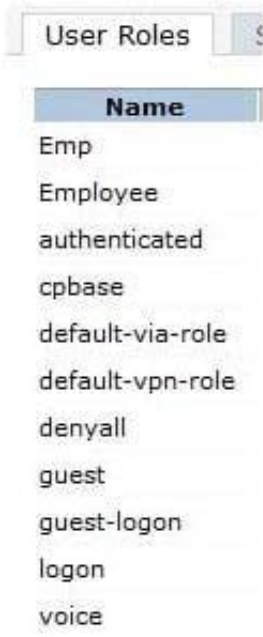 User Roles
Name
Emp
Employee
authenticated
cpbase
default-via-role
default-vpn-role
denyall
guest
guest-logon
logon
voice